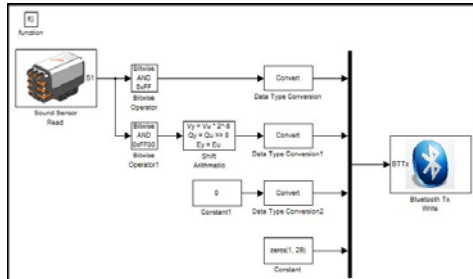 f()
function
S1
Sound Sensor
Read
Bitwise
AND
0xFF
Bitwise
Operator
Convert
Data Type Conversion
Bitwise
AND
0xFF00
Bitwise
Operator1
Vy = Vu * 2^-8
Qy = Qu >> 8
Ey = Eu
Shift
Arithmetic
Convert
Data Type Conversion1
0
Constant1
Convert
Data Type Conversion2
zeros(1, 29)
Constant
BTTx
Bluetooth Tx
Write